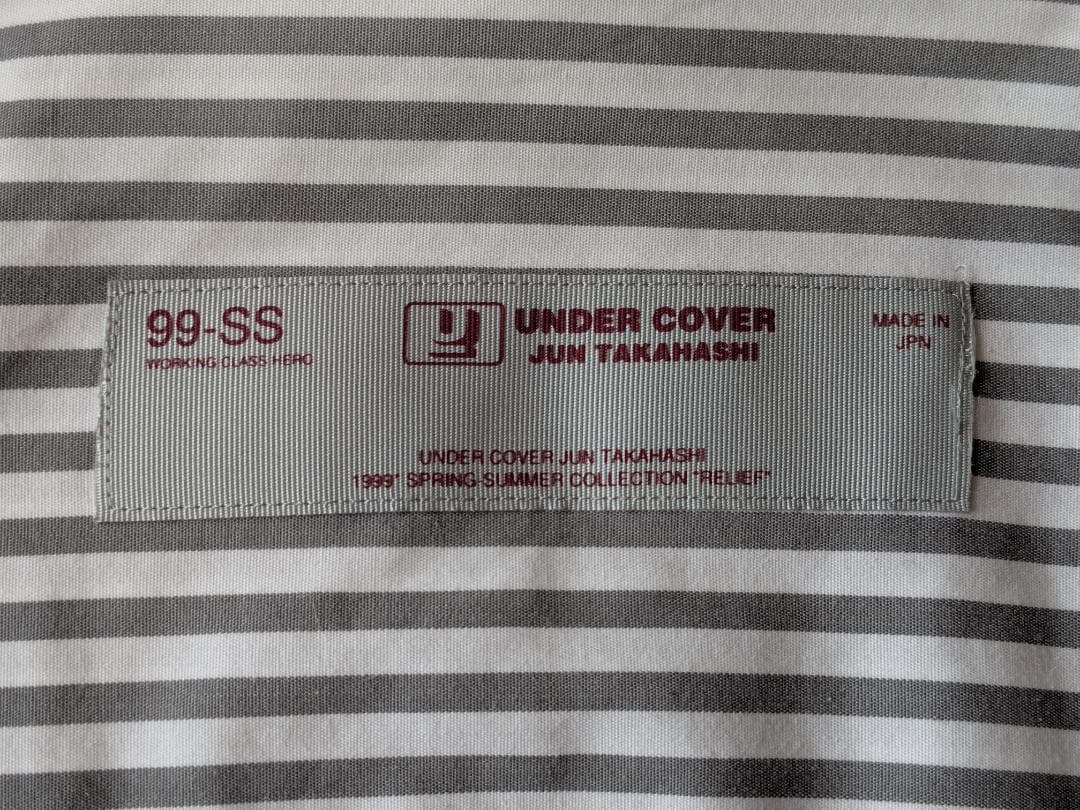 99-SS
WORKING CLASS HERO
UNDER COVER
JUN TAKAHASHI
MADE IN
JPN
UNDER COVER JUN TAKAHASHI
1999' SPRING-SUMMER COLLECTION "RELIEF"